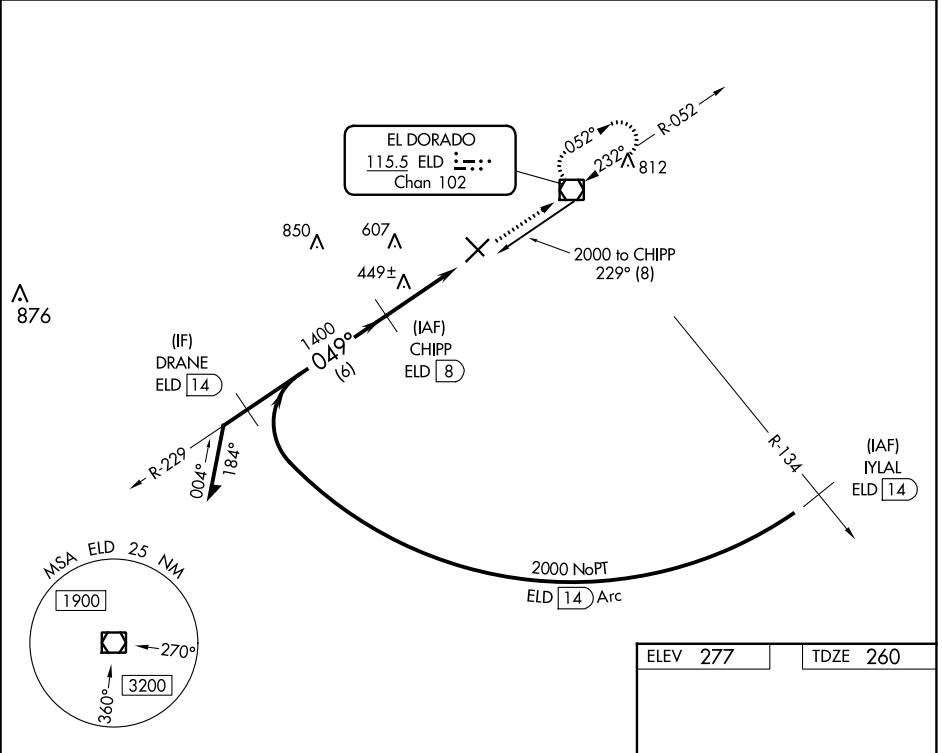 R-052
052°
232°
812
EL DORADO
115.5 ELD
Chan 102
850
607
449±
2000 to CHIPP
229° (8)
876
(IAF)
CHIPP
ELD 8
1400
049°
(6)
(IF)
DRANE
ELD 14
R-229
004°
184°
R-134
(IAF)
IYLAL
ELD 14
2000 NoPT
ELD 14 Arc
MSA ELD 25 NM
1900
270°
3200
360°
ELEV 277
TDZE 260